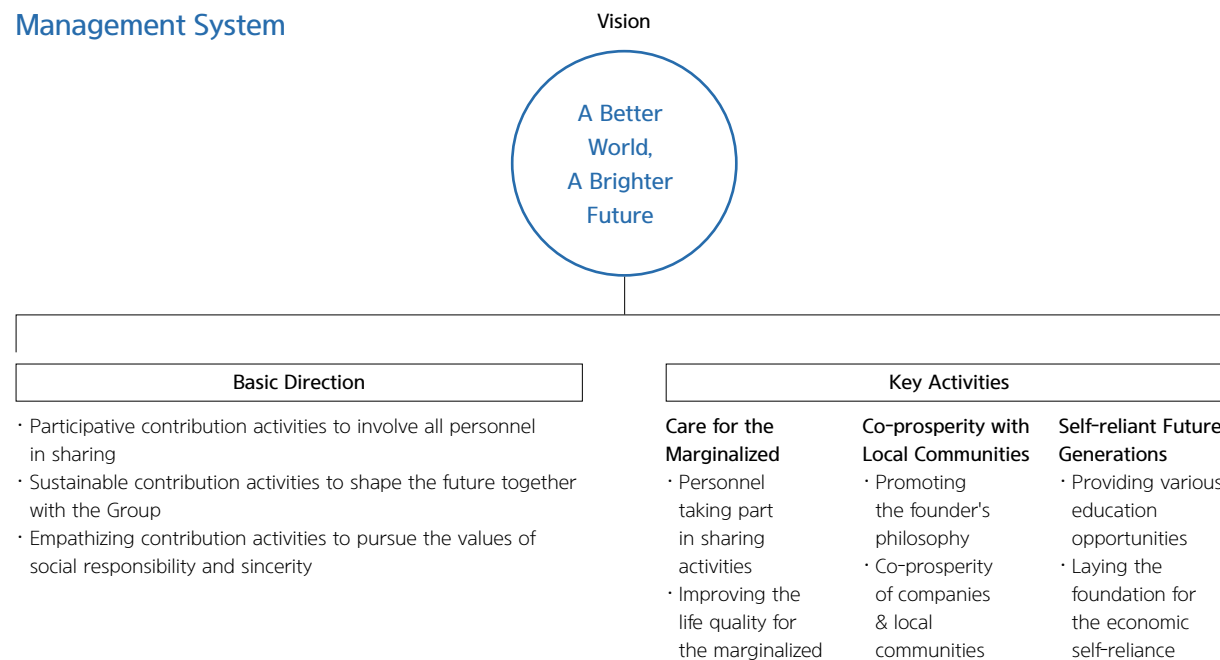 Management System
Vision
A Better
World,
A Brighter
Future
Basic Direction
· Participative contribution activities to involve all personnel
in sharing
· Sustainable contribution activities to shape the future together
with the Group
· Empathizing contribution activities to pursue the values of
social responsibility and sincerity
Key Activities
Care for the
Marginalized
· Personnel
taking part
in sharing
activities
· Improving the
life quality for
the marginalized
Co-prosperity with
Local Communities
· Promoting
the founder's
philosophy
· Co-prosperity
of companies
& local
communities
Self-reliant Future
Generations
· Providing various
education
opportunities
· Laying the
foundation for
the economic
self-reliance